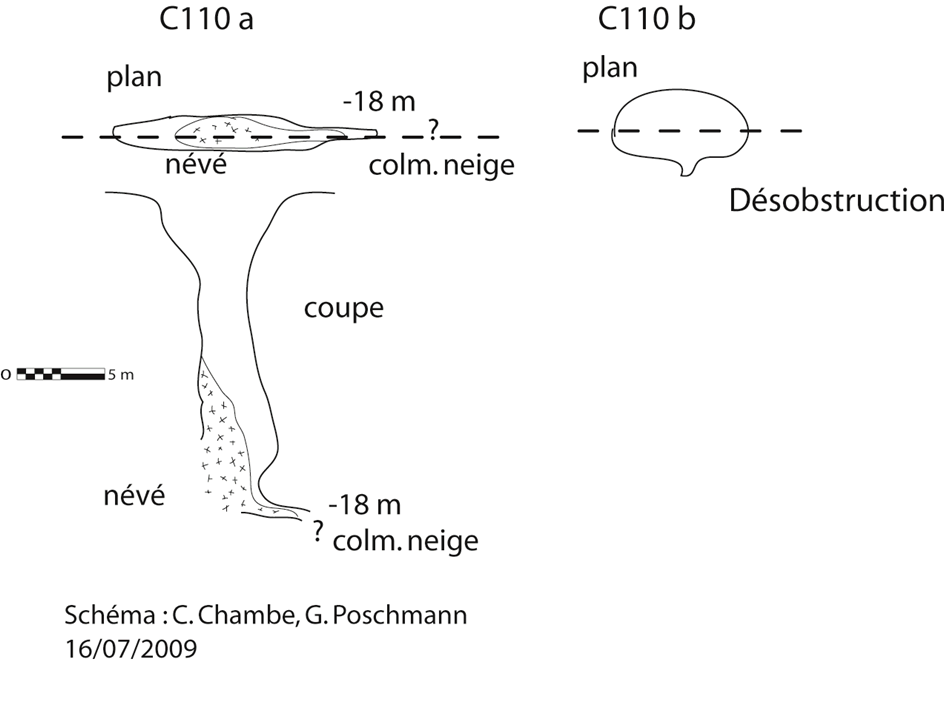 C110 a
C110 b
plan
plan
-18 m
?
névé
colm. neige
Désobstruction
coupe
0 5 m
névé
-18 m
?
colm. neige
Schéma : C. Chambe, G. Poschmann
16/07/2009